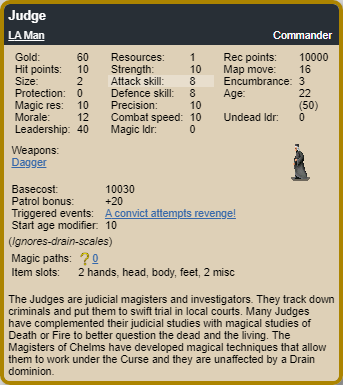 Judge
LA Man Commander
Gold: 60 Resources: 1 Rec points: 10000
Hit points: 10 Strength: 10 Map move: 16
Size: 2 Attack skill: 8 Encumbrance: 3
Protection: 0 Defence skill: 8 Age: 22
Magic res: 10 Precision: 10 (50)
Morale: 12 Combat speed: 10 Undead ldr: 0
Leadership: 40 Magic ldr: 0
Weapons:
Dagger
Basecost: 10030
Patrol bonus: +20
Triggered events: A convict attempts revenge!
Start age modifier: 10
(Ignores-drain-scales)
Magic paths: ? 0
Item slots: 2 hands, head, body, feet, 2 misc
The Judges are judicial magisters and investigators. They track down
criminals and put them to swift trial in local courts. Many Judges
have complemented their judicial studies with magical studies of
Death or Fire to better question the dead and the living. The
Magisters of Chelms have developed magical techniques that allow
them to work under the Curse and they are unaffected by a Drain
dominion.